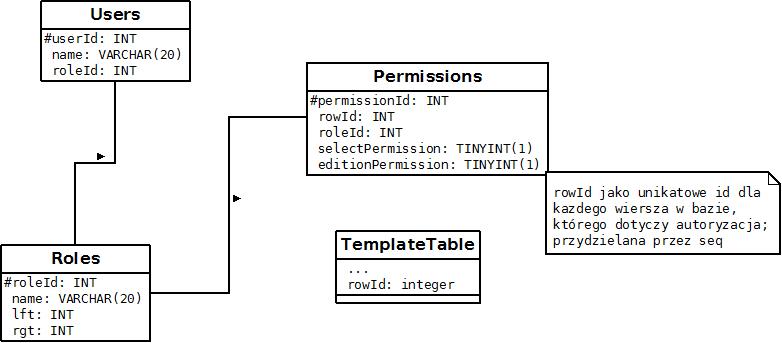 Users
#userId: INT
name: VARCHAR(20)
roleId: INT
Permissions
#permissionId: INT
rowId: INT
roleId: INT
selectPermission: TINYINT(1)
editionPermission: TINYINT(1)
rowId jako unikatowe id dla
kazdego wiersza w bazie,
którego dotyczy autoryzacja;
przydzielana przez seq
Roles
#roleId: INT
name: VARCHAR(20)
lft: INT
rgt: INT
TemplateTable
...
rowId: integer